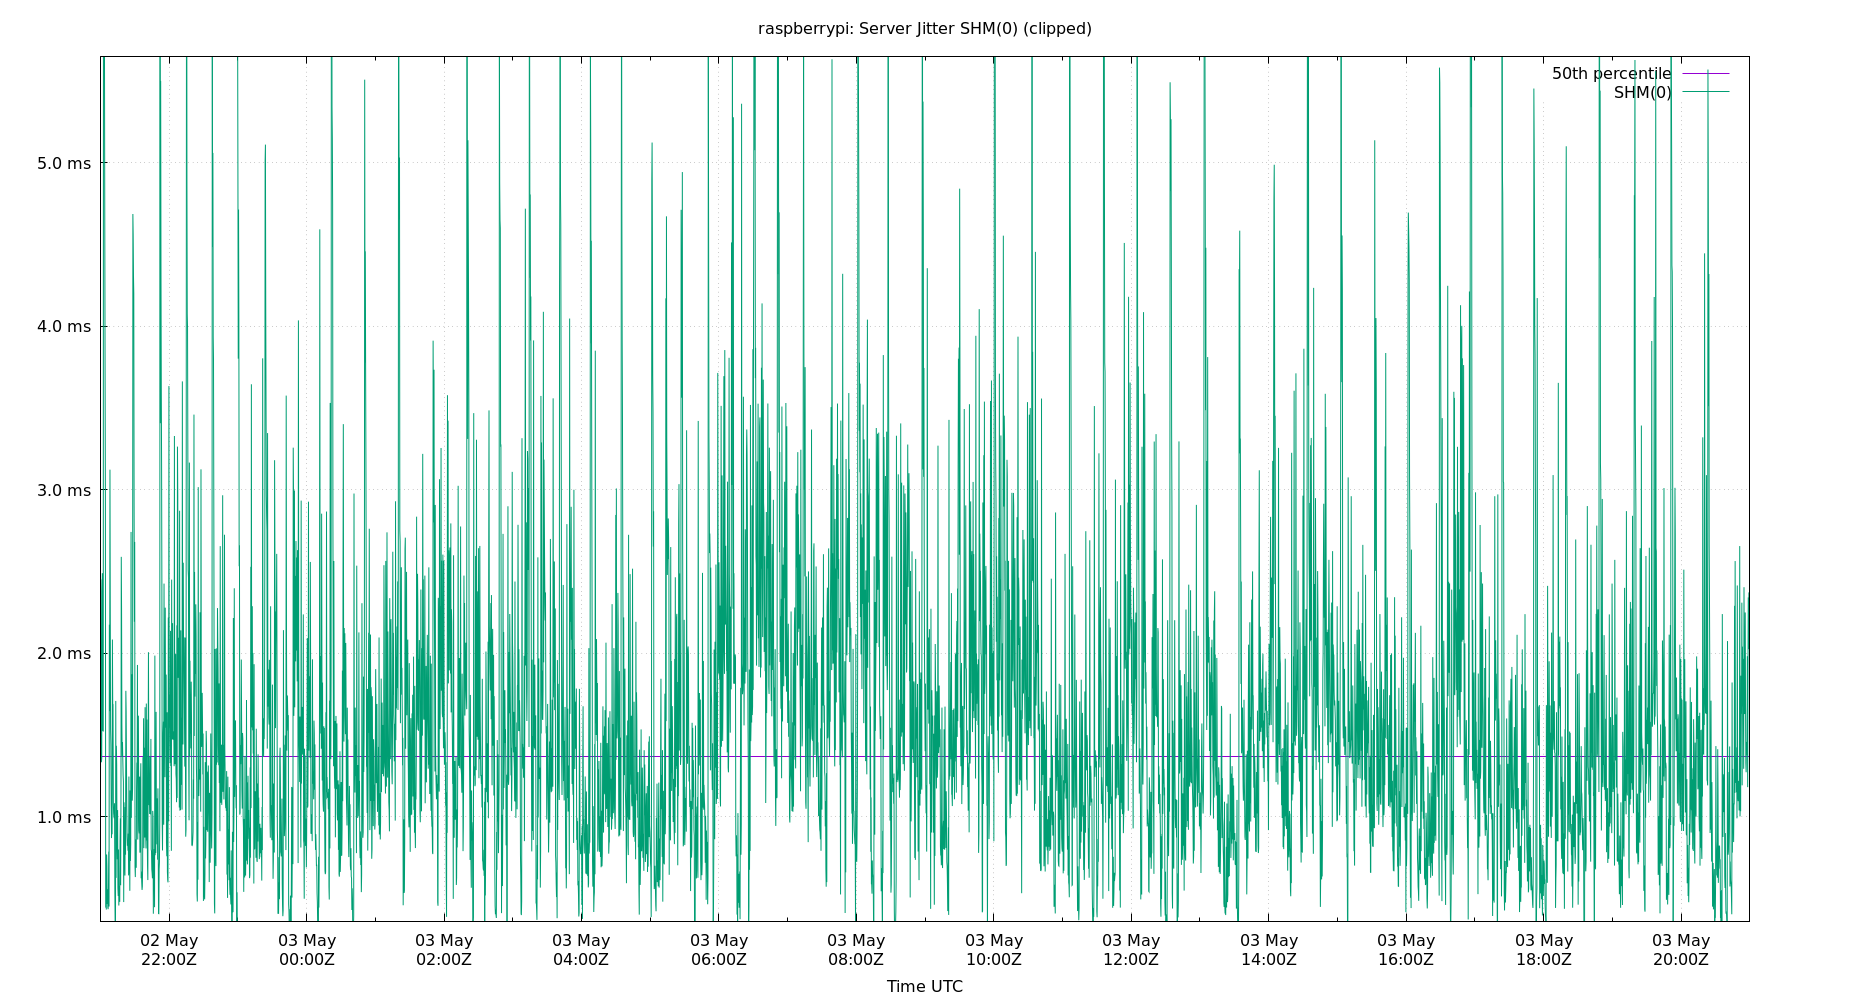 raspberrypi: Server Jitter SHM(0) (clipped)
50th percentile
SHM(0)
5.0 ms
4.0 ms
3.0 ms
2.0 ms
1.0 ms
02 May 03 May 03 May 03 May 03 May 03 May 03 May 03 May 03 May 03 May 03 May 03 May
22:00Z 00:00Z 02:00Z 04:00Z 06:00Z 08:00Z 10:00Z 12:00Z 14:00Z 16:00Z 18:00Z 20:00Z
Time UTC